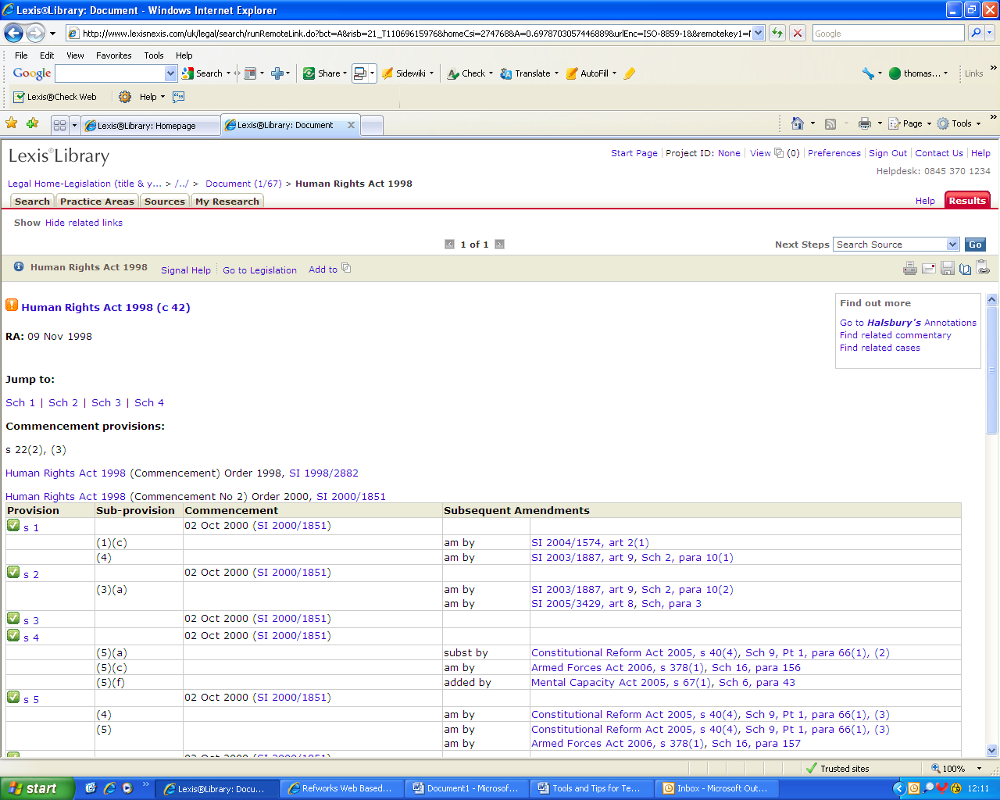 Lexis®Library: Document - Windows Internet Explorer
http://www.lexisnexis.com/uk/legal/search/runRemoteLink.do?bct=A&risb=21_T11069615976&homeCsi=274768&A=0.6978703057446889&urlEnc=ISO-8859-1&&remotekey1=
Google
File Edit View Favorites Tools Help
Google Search Share Sidewiki Check Translate AutoFill thomas... Links »
Lexis®Check Web Help
Lexis®Library: Homepage Lexis®Library: Document Page Tools »
Lexis®Library
Start Page Project ID: None View (0) Preferences Sign Out Contact Us Help
Helpdesk: 0845 370 1234
Legal Home-Legislation (title & y... > /../ > Document (1/67) > Human Rights Act 1998
Search Practice Areas Sources My Research Help Results
Show Hide related links
1 of 1 Next Steps Search Source Go
Human Rights Act 1998 Signal Help Go to Legislation Add to
Human Rights Act 1998 (c 42)
Find out more
Go to Halsbury's Annotations
Find related commentary
Find related cases
RA: 09 Nov 1998
Jump to:
Sch 1 | Sch 2 | Sch 3 | Sch 4
Commencement provisions:
s 22(2), (3)
Human Rights Act 1998 (Commencement) Order 1998, SI 1998/2882
Human Rights Act 1998 (Commencement No 2) Order 2000, SI 2000/1851
Provision Sub-provision Commencement Subsequent Amendments
s 1 02 Oct 2000 (SI 2000/1851)
(1)(c) am by SI 2004/1574, art 2(1)
(4) am by SI 2003/1887, art 9, Sch 2, para 10(1)
s 2 02 Oct 2000 (SI 2000/1851)
(3)(a) am by SI 2003/1887, art 9, Sch 2, para 10(2)
am by SI 2005/3429, art 8, Sch, para 3
s 3 02 Oct 2000 (SI 2000/1851)
s 4 02 Oct 2000 (SI 2000/1851)
(5)(a) subst by Constitutional Reform Act 2005, s 40(4), Sch 9, Pt 1, para 66(1), (2)
(5)(c) am by Armed Forces Act 2006, s 378(1), Sch 16, para 156
(5)(f) added by Mental Capacity Act 2005, s 67(1), Sch 6, para 43
s 5 02 Oct 2000 (SI 2000/1851)
(4) am by Constitutional Reform Act 2005, s 40(4), Sch 9, Pt 1, para 66(1), (3)
(5) am by Constitutional Reform Act 2005, s 40(4), Sch 9, Pt 1, para 66(1), (3)
am by Armed Forces Act 2006, s 378(1), Sch 16, para 157
02 Oct 2000 (SI 2000/1851)
Trusted sites 100%
start » Lexis®Library: Docu... Refworks Web Based... Document1 - Microsof... Tools and Tips for Te... Inbox - Microsoft Out... 12:11